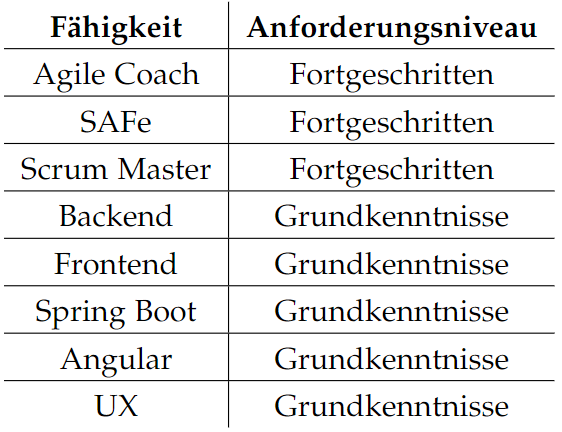 Fähigkeit Anforderungsniveau
Agile Coach Fortgeschritten
SAFe Fortgeschritten
Scrum Master Fortgeschritten
Backend Grundkenntnisse
Frontend Grundkenntnisse
Spring Boot Grundkenntnisse
Angular Grundkenntnisse
UX Grundkenntnisse